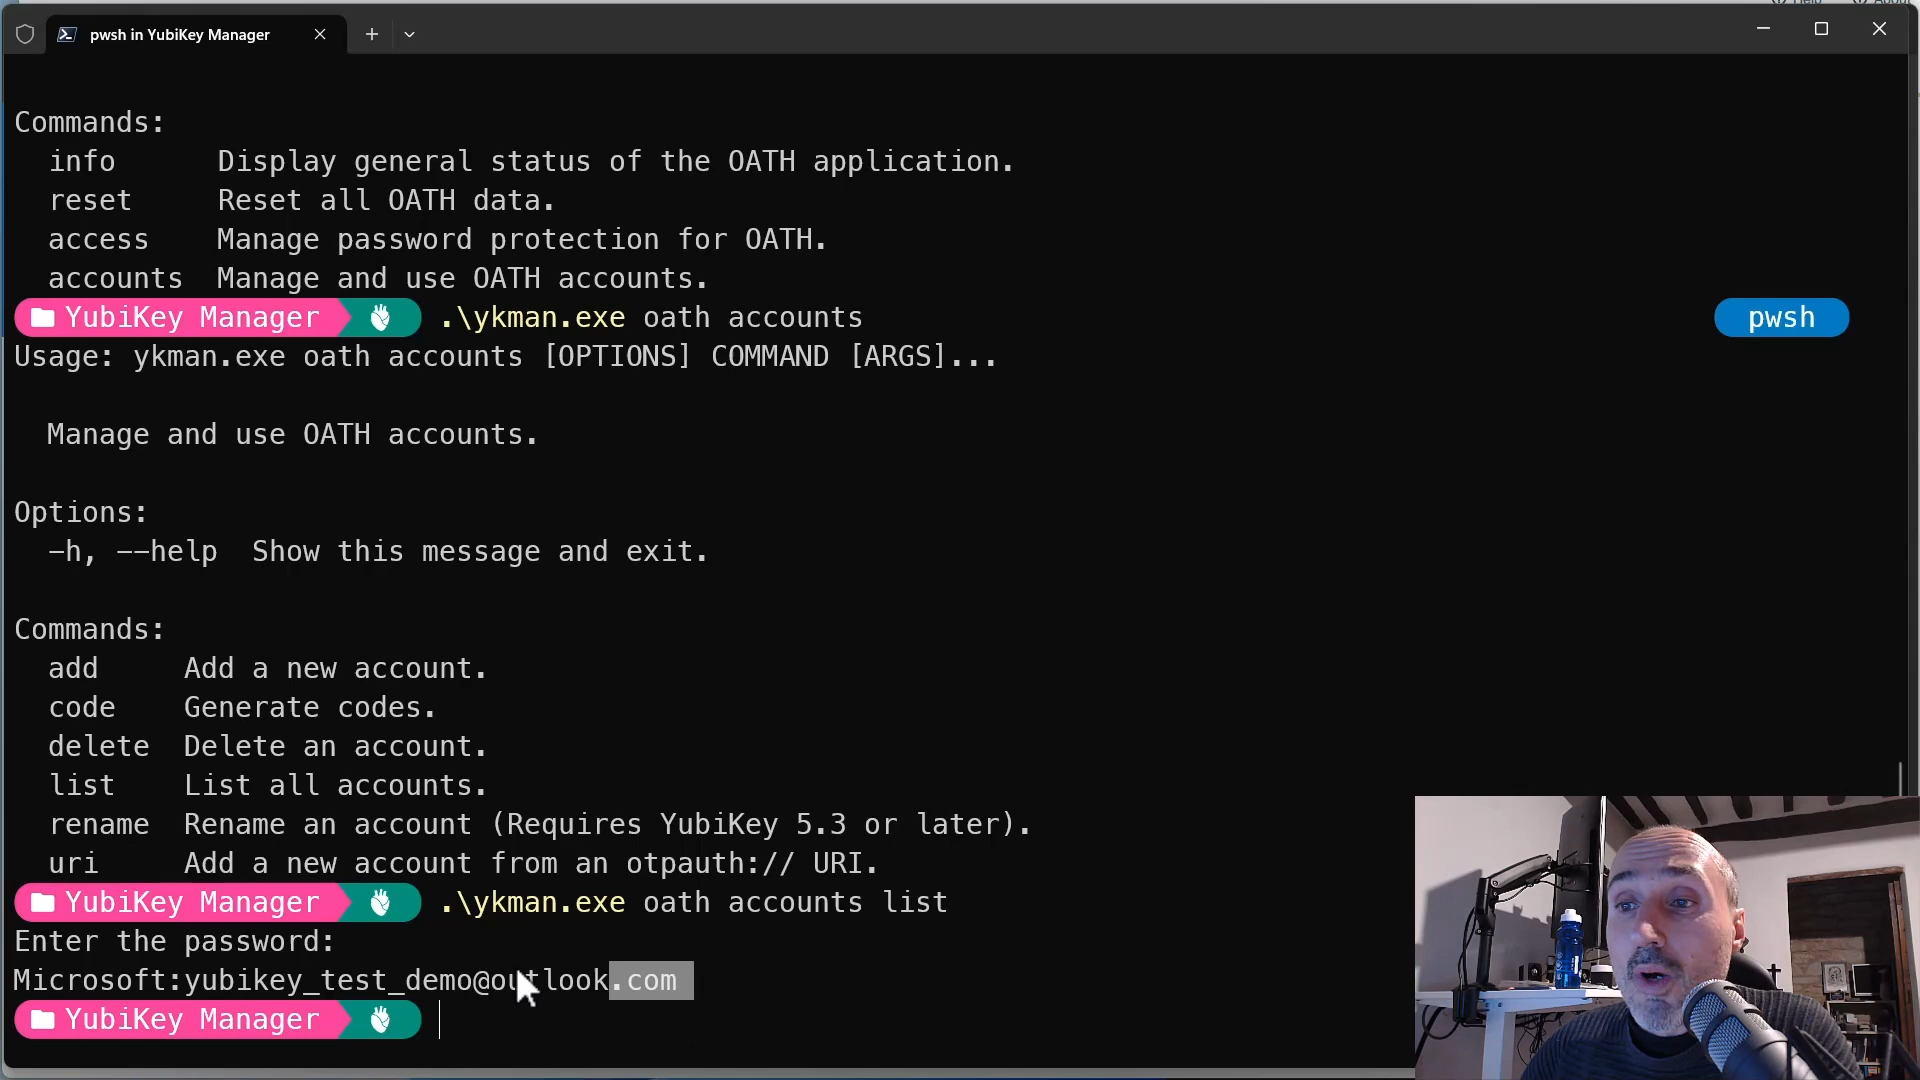 pwsh in YubiKey Manager
Commands:
info Display general status of the OATH application.
reset Reset all OATH data.
access Manage password protection for OATH.
accounts Manage and use OATH accounts.
YubiKey Manager .\ykman.exe oath accounts pwsh
Usage: ykman.exe oath accounts [OPTIONS] COMMAND [ARGS]...
Manage and use OATH accounts.
Options:
-h, --help Show this message and exit.
Commands:
add Add a new account.
code Generate codes.
delete Delete an account.
list List all accounts.
rename Rename an account (Requires YubiKey 5.3 or later).
uri Add a new account from an otpauth:// URI.
YubiKey Manager .\ykman.exe oath accounts list
Enter the password:
Microsoft:yubikey_test_demo@outlook.com
YubiKey Manager